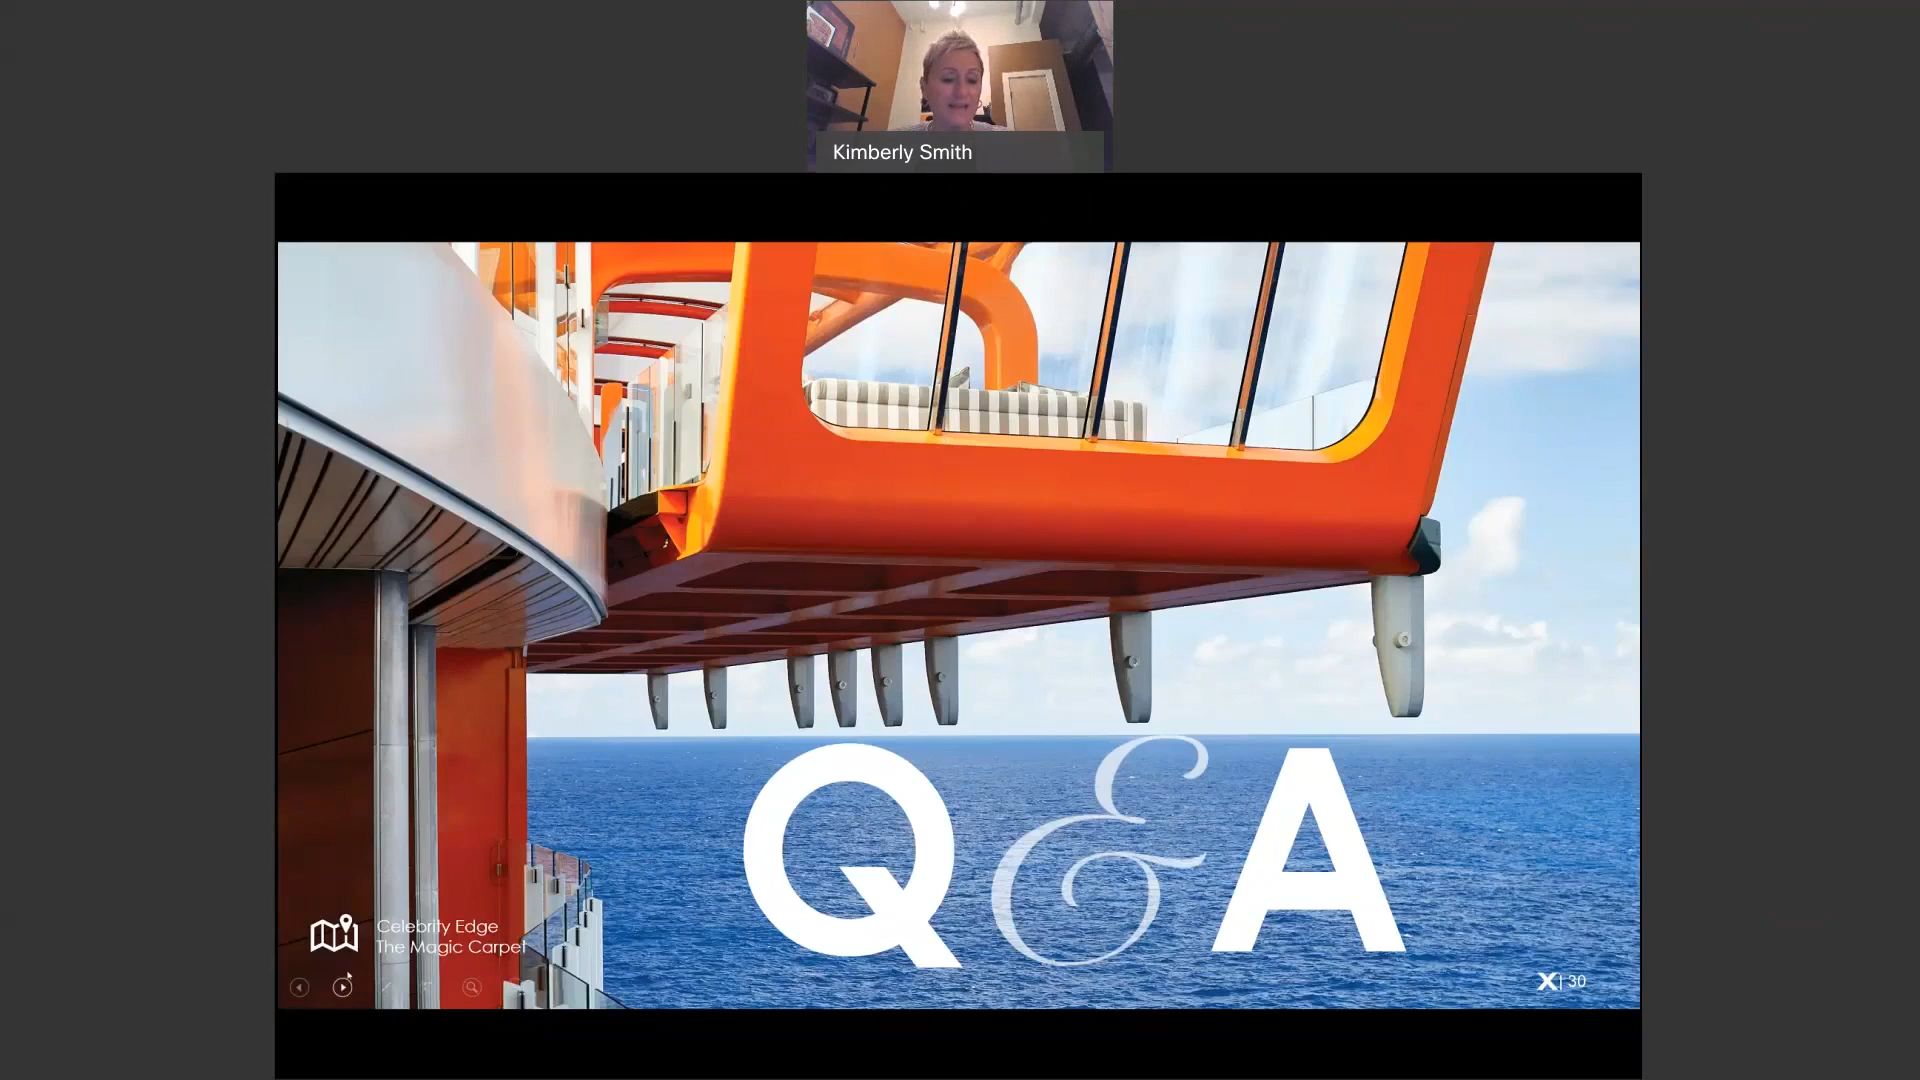 Kimberly Smith
Q&A
Celebrity Edge
The Magic Carpet
X | 30